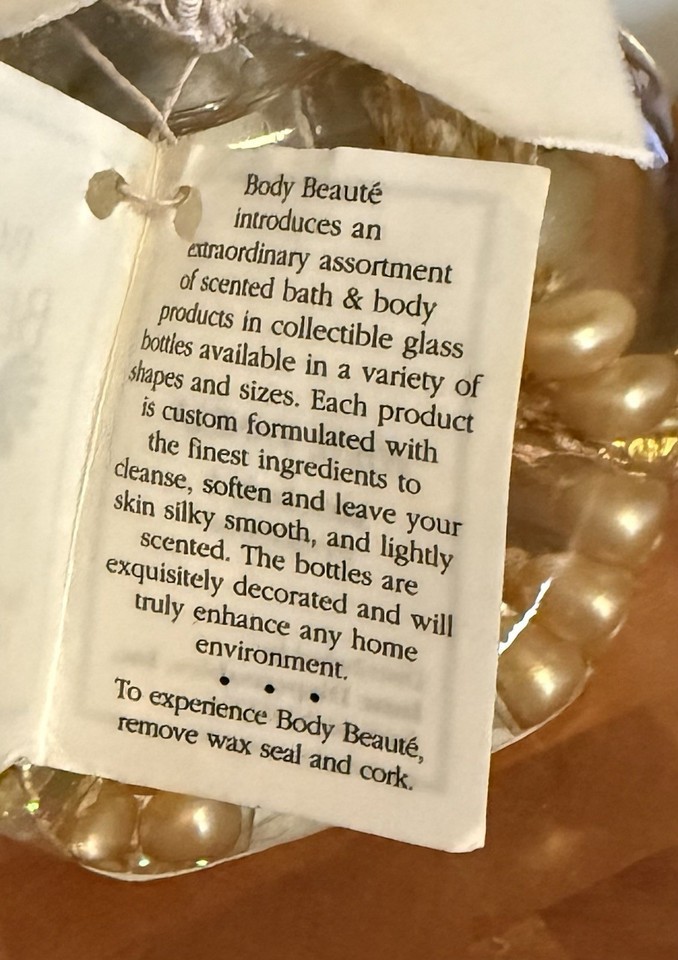 Body Beauté
introduces an
extraordinary assortment
of scented bath & body
products in collectible glass
bottles available in a variety of
shapes and sizes. Each product
is custom formulated with
the finest ingredients to
cleanse, soften and leave your
skin silky smooth, and lightly
scented. The bottles are
exquisitely decorated and will
truly enhance any home
environment.
• • •
To experience Body Beauté,
remove wax seal and cork.